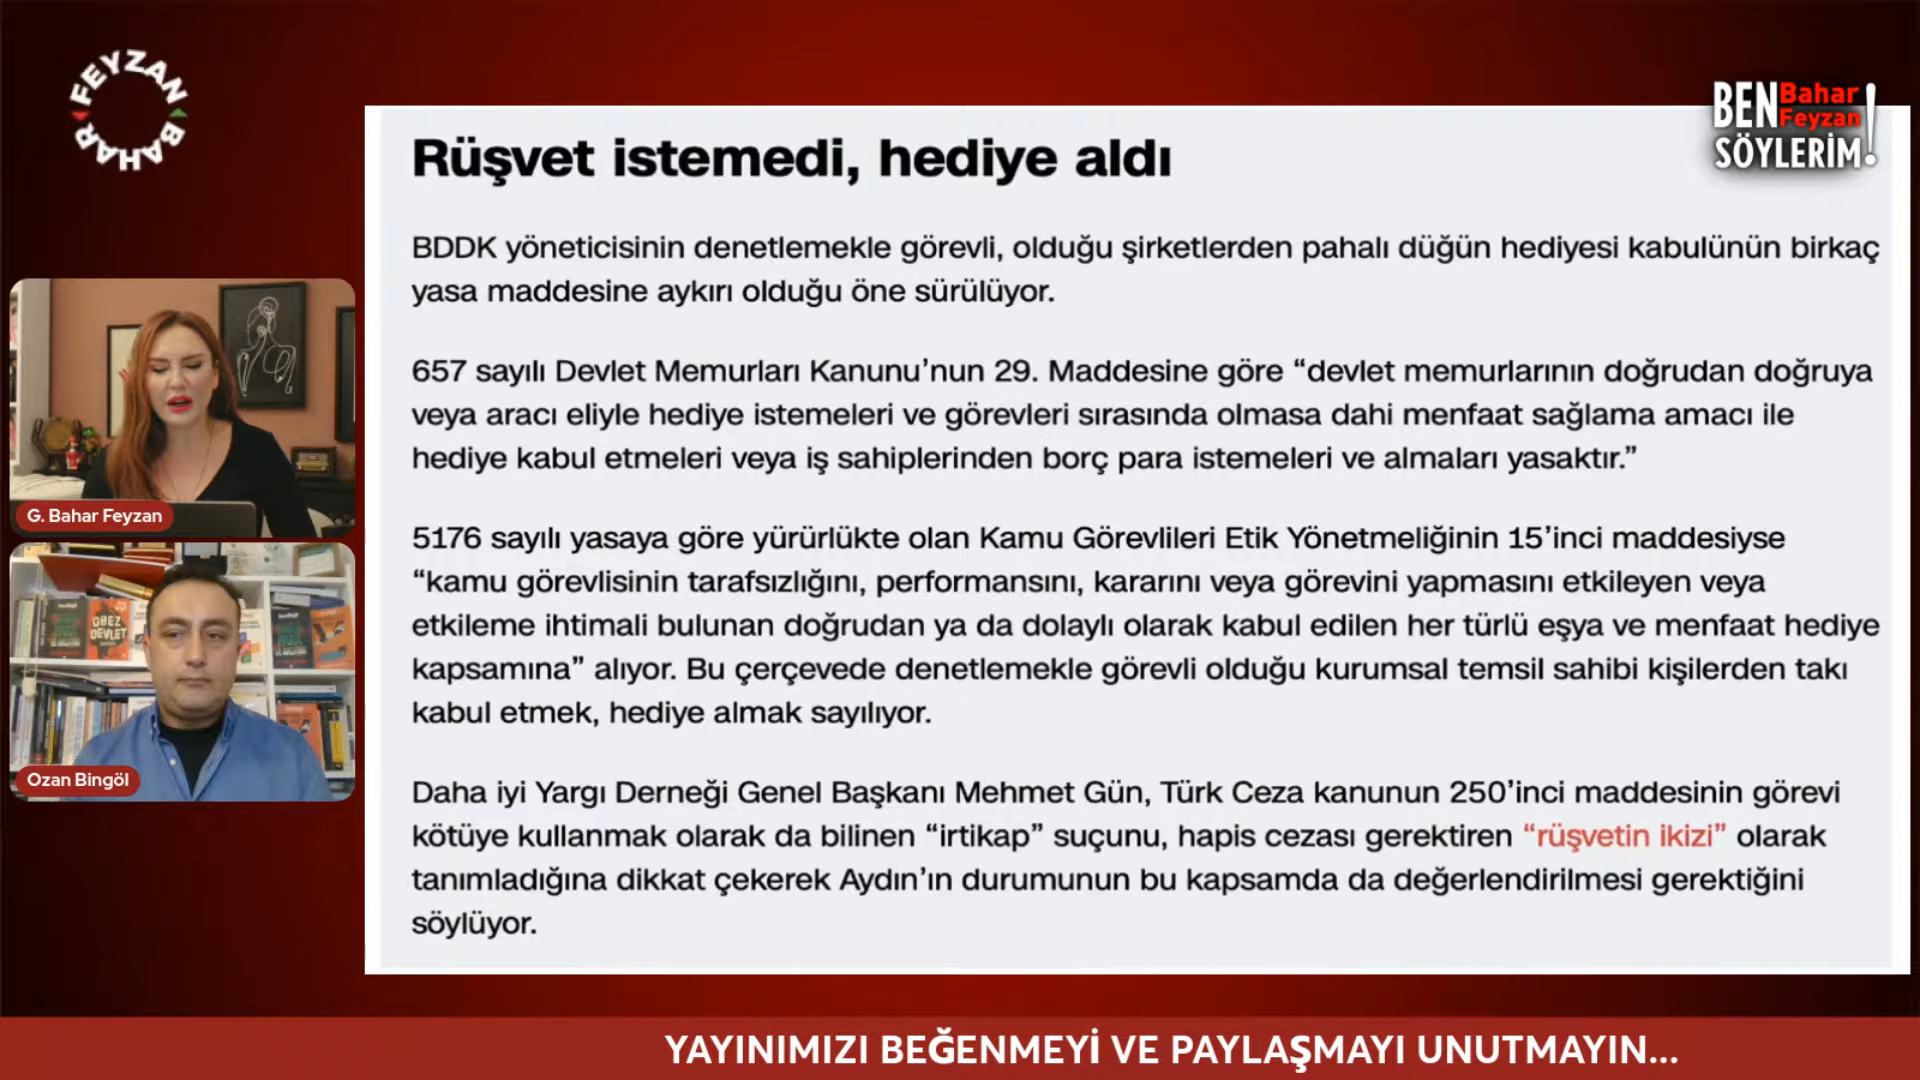 FEYZAN BAHAR
BEN Bahar Feyzan SÖYLERİM!
Rüşvet istemedi, hediye aldı
BDDK yöneticisinin denetlemekle görevli, olduğu şirketlerden pahalı düğün hediyesi kabulünün birkaç
yasa maddesine aykırı olduğu öne sürülüyor.
657 sayılı Devlet Memurları Kanunu’nun 29. Maddesine göre “devlet memurlarının doğrudan doğruya
veya aracı eliyle hediye istemeleri ve görevleri sırasında olmasa dahi menfaat sağlama amacı ile
hediye kabul etmeleri veya iş sahiplerinden borç para istemeleri ve almaları yasaktır.”
5176 sayılı yasaya göre yürürlükte olan Kamu Görevlileri Etik Yönetmeliğinin 15’inci maddesiyse
“kamu görevlisinin tarafsızlığını, performansını, kararını veya görevini yapmasını etkileyen veya
etkileme ihtimali bulunan doğrudan ya da dolaylı olarak kabul edilen her türlü eşya ve menfaat hediye
kapsamına” alıyor. Bu çerçevede denetlemekle görevli olduğu kurumsal temsil sahibi kişilerden takı
kabul etmek, hediye almak sayılıyor.
Daha iyi Yargı Derneği Genel Başkanı Mehmet Gün, Türk Ceza kanunun 250’inci maddesinin görevi
kötüye kullanmak olarak da bilinen “irtikap” suçunu, hapis cezası gerektiren “rüşvetin ikizi” olarak
tanımladığına dikkat çekerek Aydın’ın durumunun bu kapsamda da değerlendirilmesi gerektiğini
söylüyor.
G. Bahar Feyzan
OBEZ
DEVLET
Ozan Bingöl
YAYINIMIZI BEĞENMEYİ VE PAYLAŞMAYI UNUTMAYIN...